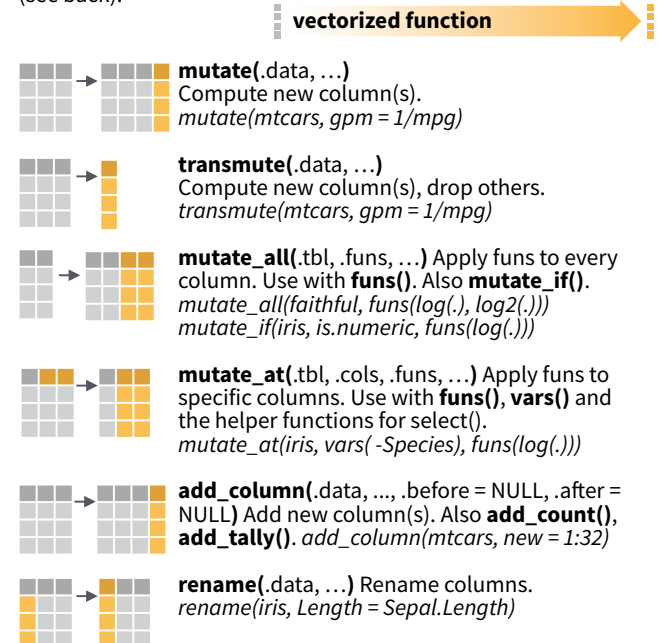 (see back).
vectorized function
mutate(.data, …)
Compute new column(s).
mutate(mtcars, gpm = 1/mpg)
transmute(.data, …)
Compute new column(s), drop others.
transmute(mtcars, gpm = 1/mpg)
mutate_all(.tbl, .funs, …) Apply funs to every
column. Use with funs(). Also mutate_if().
mutate_all(faithful, funs(log(.), log2(.)))
mutate_if(iris, is.numeric, funs(log(.)))
mutate_at(.tbl, .cols, .funs, …) Apply funs to
specific columns. Use with funs(), vars() and
the helper functions for select().
mutate_at(iris, vars( -Species), funs(log(.)))
add_column(.data, ..., .before = NULL, .after =
NULL) Add new column(s). Also add_count(),
add_tally(). add_column(mtcars, new = 1:32)
rename(.data, …) Rename columns.
rename(iris, Length = Sepal.Length)